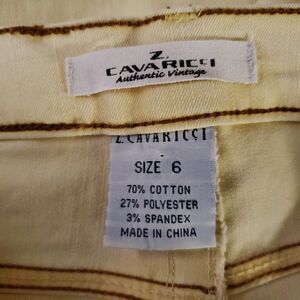 Z.
CAVARICCI
Authentic Vintage
Z.CAVARICCI
SIZE 6
70% COTTON
27% POLYESTER
3% SPANDEX
MADE IN CHINA